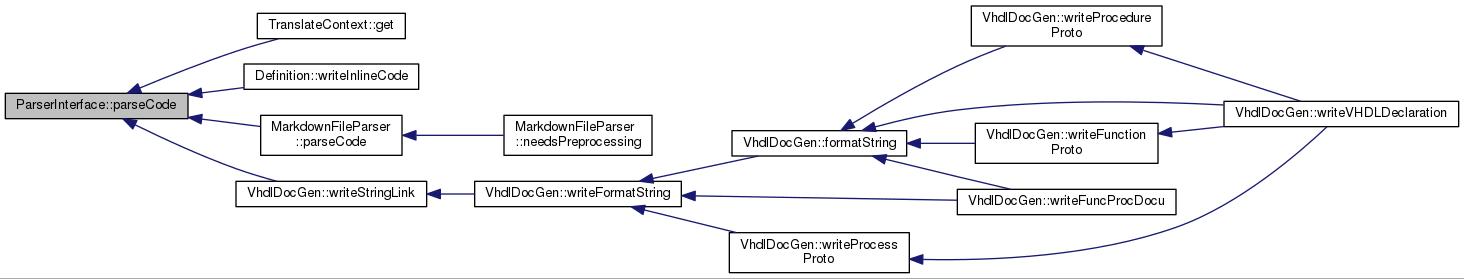 TranslateContext::get
Definition::writeInlineCode
ParserInterface::parseCode
MarkdownFileParser
::parseCode
MarkdownFileParser
::needsPreprocessing
VhdlDocGen::writeStringLink
VhdlDocGen::writeFormatString
VhdlDocGen::formatString
VhdlDocGen::writeProcedure
Proto
VhdlDocGen::writeVHDLDeclaration
VhdlDocGen::writeFunction
Proto
VhdlDocGen::writeFuncProcDocu
VhdlDocGen::writeProcess
Proto